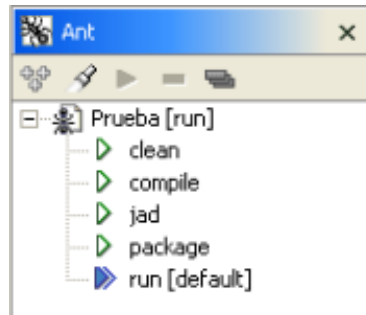 Ant
Prueba [run]
clean
compile
jad
package
run [default]